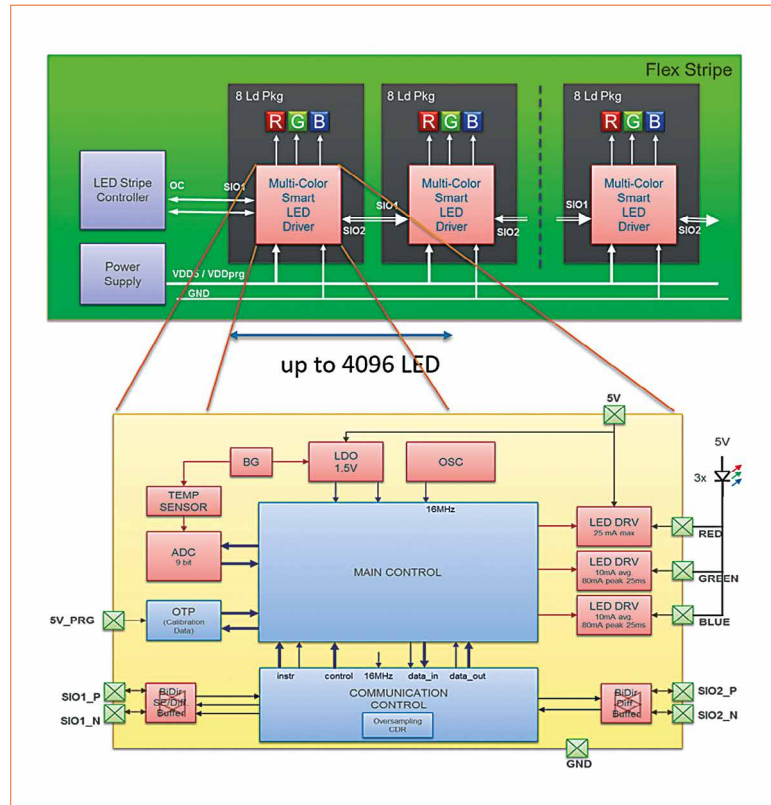 Flex Stripe
8 Ld Pkg
8 Ld Pkg
8 Ld Pkg
R G B
R G B
R G B
LED Stripe
Controller
OC
SIO1
Multi-Color
Smart
LED
Driver
SIO2
SIO1
Multi-Color
Smart
LED
Driver
SIO2
SIO1
Multi-Color
Smart
LED
Driver
SIO2
Power
Supply
VDD5 / VDDprg
GND
up to 4096 LED
5V
5V
3x
BG
LDO
1.5V
OSC
TEMP
SENSOR
16MHz
ADC
9 bit
MAIN CONTROL
LED DRV
25 mA max
RED
LED DRV
10mA avg.
80mA peak 25ms
GREEN
LED DRV
10mA avg.
80mA peak 25ms
BLUE
5V_PRG
OTP
(Calibration
Data)
instr
control
16MHz
data_in
data_out
COMMUNICATION
CONTROL
Oversampling
CDR
SIO1_P
SIO1_N
BiDir
SE/Diff.
Buffer
BiDir
Diff.
Buffer
SIO2_P
SIO2_N
GND